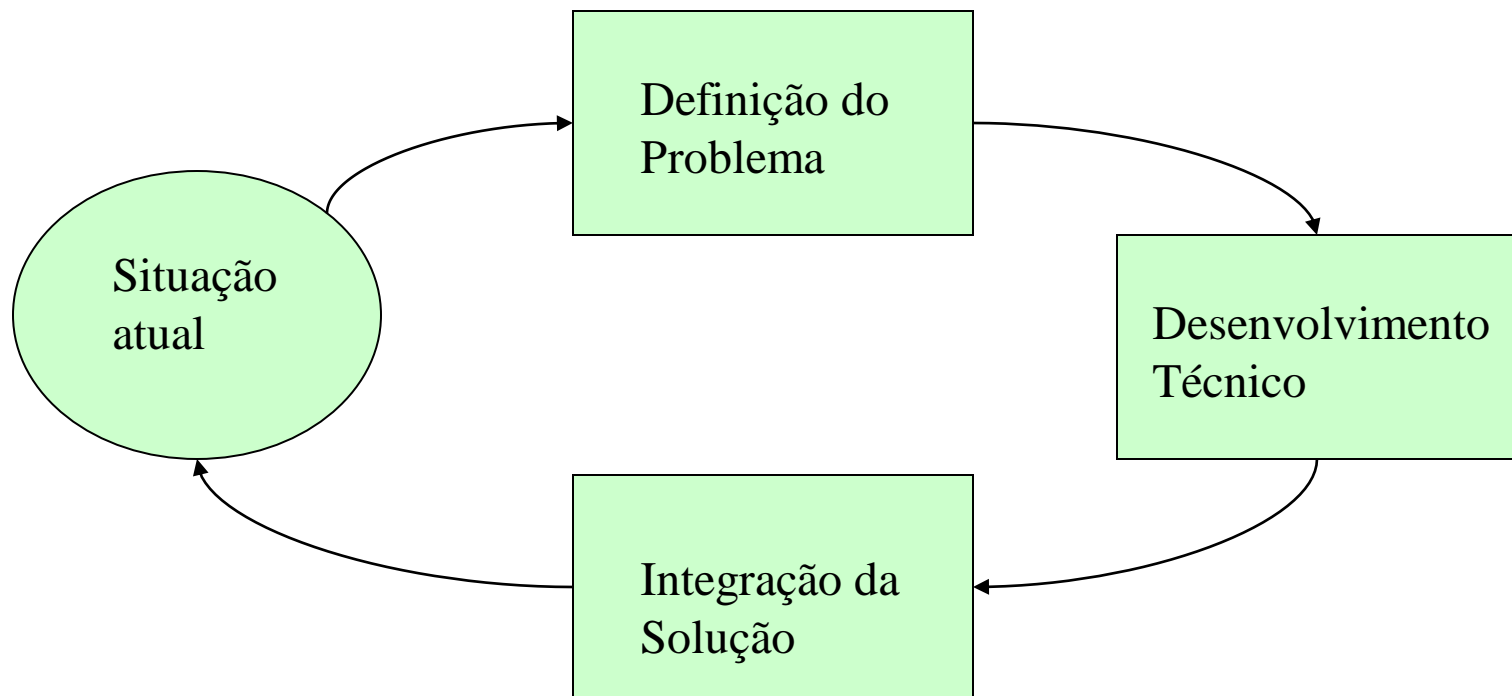 Definição do
Problema
Situação
atual
Desenvolvimento
Técnico
Integração da
Solução